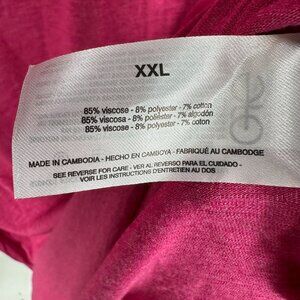 XXL
85% viscose - 8% polyester - 7% cotton
85% viscosa - 8% poliéster - 7% algodón
85% viscose - 8% polyester - 7% coton
MADE IN CAMBODIA - HECHO EN CAMBOYA - FABRIQUÉ AU CAMBODGE
SEE REVERSE FOR CARE - VER AL REVERSO PARA EL CUIDADO -
VOIR LES INSTRUCTIONS D'ENTRETIEN AU DOS